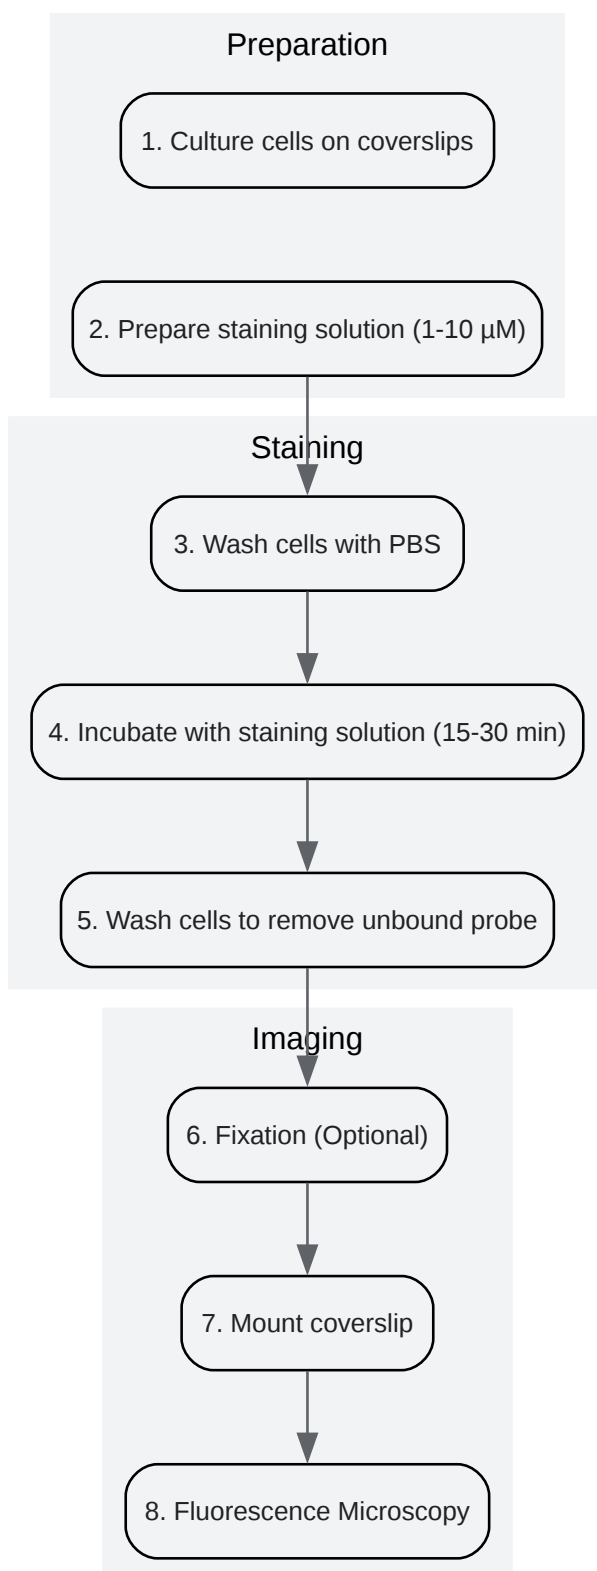 Preparation
1. Culture cells on coverslips
2. Prepare staining solution (1-10 µM)
Staining
3. Wash cells with PBS
4. Incubate with staining solution (15-30 min)
5. Wash cells to remove unbound probe
Imaging
6. Fixation (Optional)
7. Mount coverslip
8. Fluorescence Microscopy